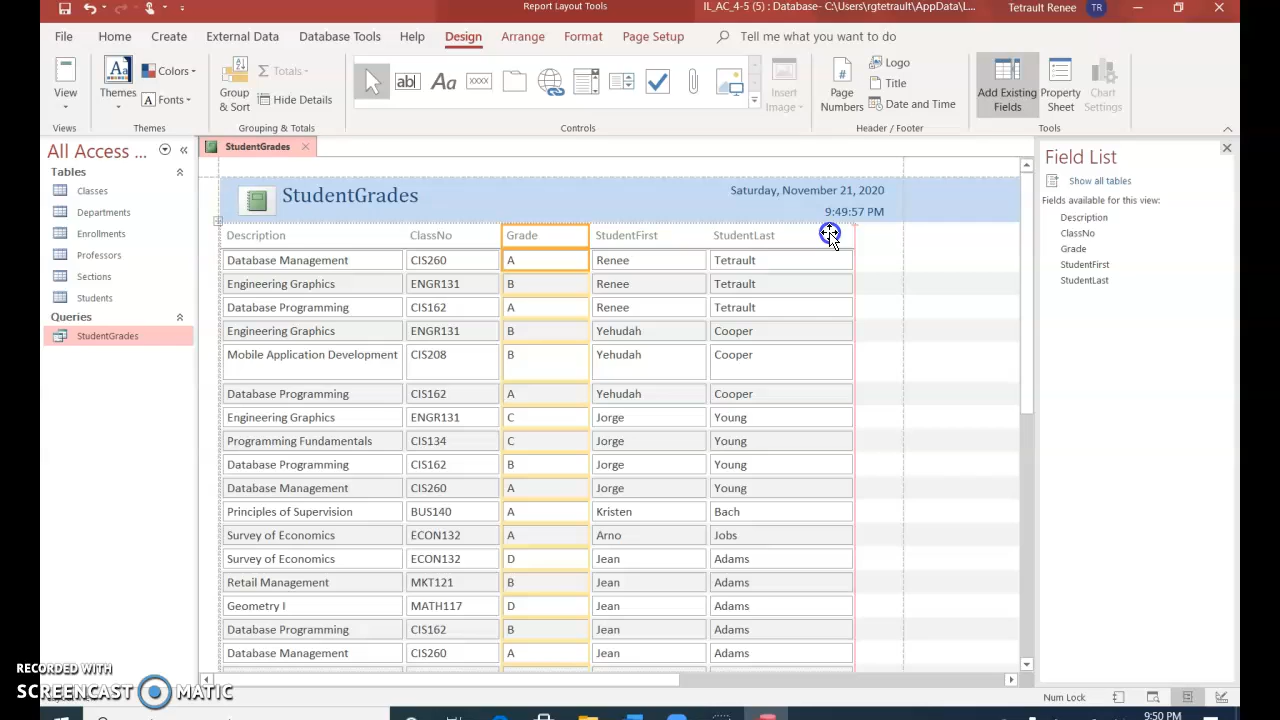 Report Layout Tools
IL_AC_4-5 (5) : Database- C:\Users\rgtetrault\AppData\L...
Tetrault Renee TR
File Home Create External Data Database Tools Help Design Arrange Format Page Setup Tell me what you want to do
View
Themes
Aa
Colors
A Fonts
Group & Sort
Σ Totals
Hide Details
ab|
Aa
XXXX
Insert Image
Page Numbers
Logo
Title
Date and Time
Add Existing Fields
Property Sheet
Chart Settings
Views Themes Grouping & Totals Controls Header / Footer Tools
All Access ...
Tables
Classes
Departments
Enrollments
Professors
Sections
Students
Queries
StudentGrades
StudentGrades
StudentGrades
Saturday, November 21, 2020
9:49:57 PM
Description ClassNo Grade StudentFirst StudentLast
Database Management CIS260 A Renee Tetrault
Engineering Graphics ENGR131 B Renee Tetrault
Database Programming CIS162 A Renee Tetrault
Engineering Graphics ENGR131 B Yehudah Cooper
Mobile Application Development CIS208 B Yehudah Cooper
Database Programming CIS162 A Yehudah Cooper
Engineering Graphics ENGR131 C Jorge Young
Programming Fundamentals CIS134 C Jorge Young
Database Programming CIS162 B Jorge Young
Database Management CIS260 A Jorge Young
Principles of Supervision BUS140 A Kristen Bach
Survey of Economics ECON132 A Arno Jobs
Survey of Economics ECON132 D Jean Adams
Retail Management MKT121 B Jean Adams
Geometry I MATH117 D Jean Adams
Database Programming CIS162 B Jean Adams
Database Management CIS260 A Jean Adams
Field List
Show all tables
Fields available for this view:
Description
ClassNo
Grade
StudentFirst
StudentLast
RECORDED WITH
SCREENCAST MATIC
Num Lock
9:50 PM